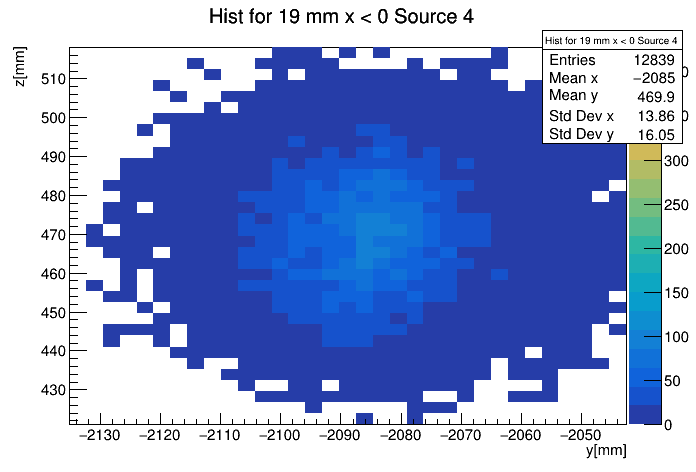 Hist for 19 mm x < 0 Source 4
Hist for 19 mm x < 0 Source 4
Entries 12839
Mean x −2085
Mean y 469.9
Std Dev x 13.86
Std Dev y 16.05
z[mm]
510
500
490
480
470
460
450
440
430
−2130 −2120 −2110 −2100 −2090 −2080 −2070 −2060 −2050
y[mm]
300
250
200
150
100
50
0